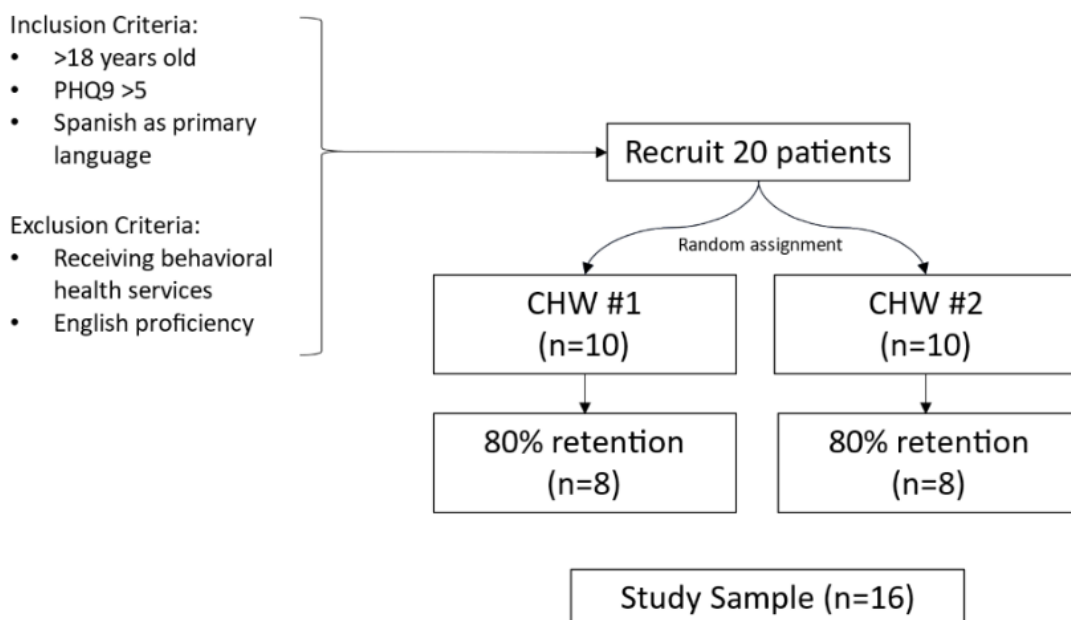 Inclusion Criteria:
• >18 years old
• PHQ9 >5
• Spanish as primary
language
Exclusion Criteria:
• Receiving behavioral
health services
• English proficiency
Recruit 20 patients
Random assignment
CHW #1
(n=10)
CHW #2
(n=10)
80% retention
(n=8)
80% retention
(n=8)
Study Sample (n=16)